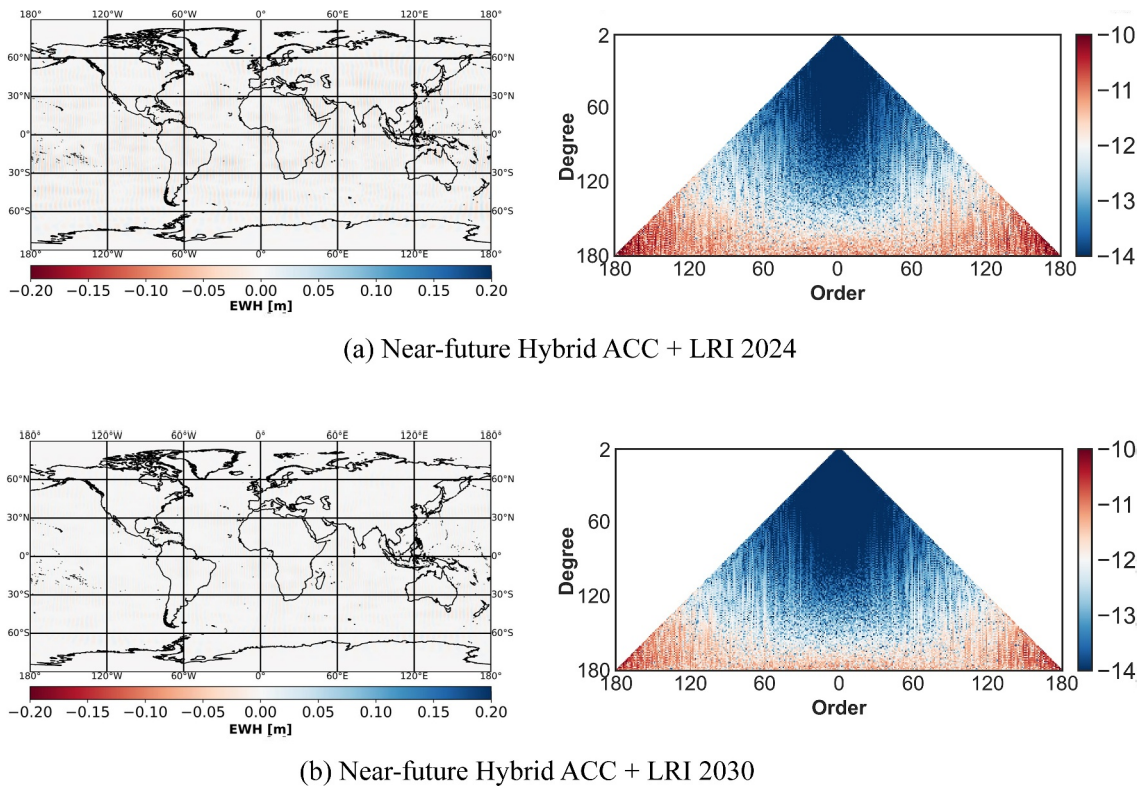 180° 120°W 60°W 0° 60°E 120°E 180°
60°N 60°N
30°N 30°N
0° 0°
30°S 30°S
60°S 60°S
180° 120°W 60°W 0° 60°E 120°E 180°
−0.20 −0.15 −0.10 −0.05 0.00 0.05 0.10 0.15 0.20
EWH [m]
2
60
120
180
Degree
180 120 60 0 60 120 180
Order
−10
−11
−12
−13
−14
(a) Near-future Hybrid ACC + LRI 2024
180° 120°W 60°W 0° 60°E 120°E 180°
60°N 60°N
30°N 30°N
0° 0°
30°S 30°S
60°S 60°S
180° 120°W 60°W 0° 60°E 120°E 180°
−0.20 −0.15 −0.10 −0.05 0.00 0.05 0.10 0.15 0.20
EWH [m]
2
60
120
180
Degree
180 120 60 0 60 120 180
Order
−10
−11
−12
−13
−14
(b) Near-future Hybrid ACC + LRI 2030